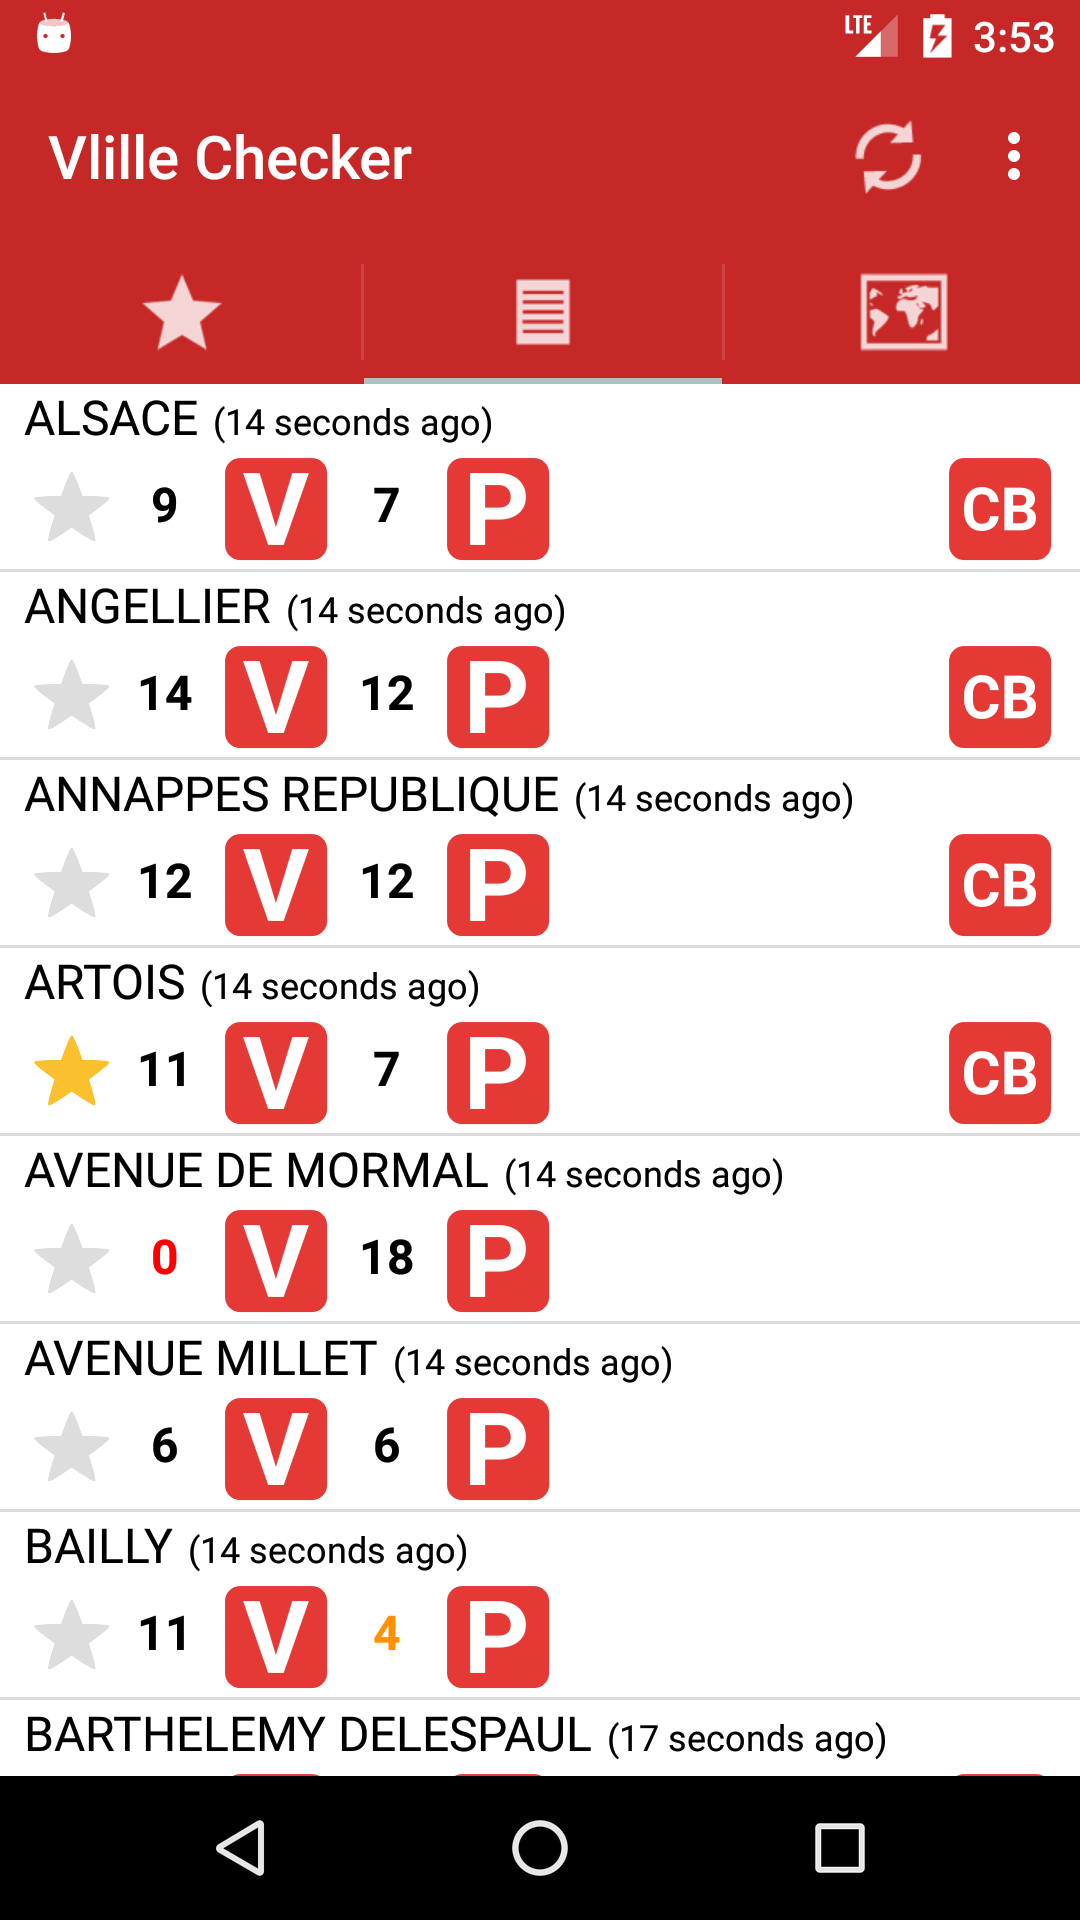 LTE 3:53
Vlille Checker
ALSACE (14 seconds ago)
9 V 7 P CB
ANGELLIER (14 seconds ago)
14 V 12 P CB
ANNAPPES REPUBLIQUE (14 seconds ago)
12 V 12 P CB
ARTOIS (14 seconds ago)
11 V 7 P CB
AVENUE DE MORMAL (14 seconds ago)
0 V 18 P
AVENUE MILLET (14 seconds ago)
6 V 6 P
BAILLY (14 seconds ago)
11 V 4 P
BARTHELEMY DELESPAUL (17 seconds ago)